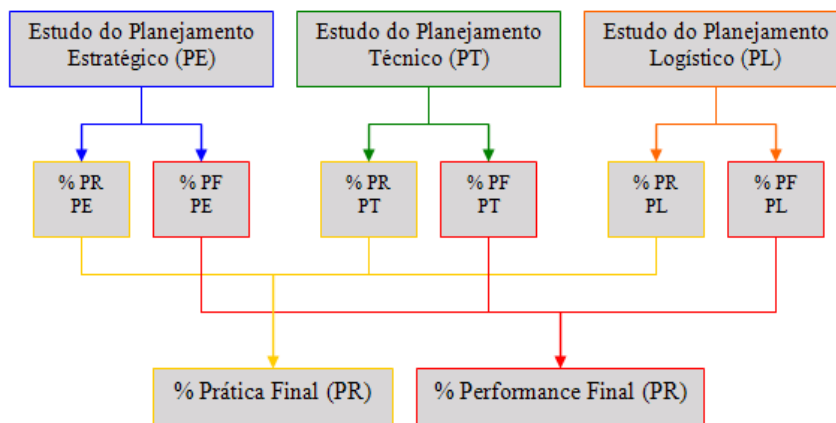 Estudo do Planejamento
Estratégico (PE)
Estudo do Planejamento
Técnico (PT)
Estudo do Planejamento
Logístico (PL)
% PR
PE
% PF
PE
% PR
PT
% PF
PT
% PR
PL
% PF
PL
% Prática Final (PR)
% Performance Final (PR)